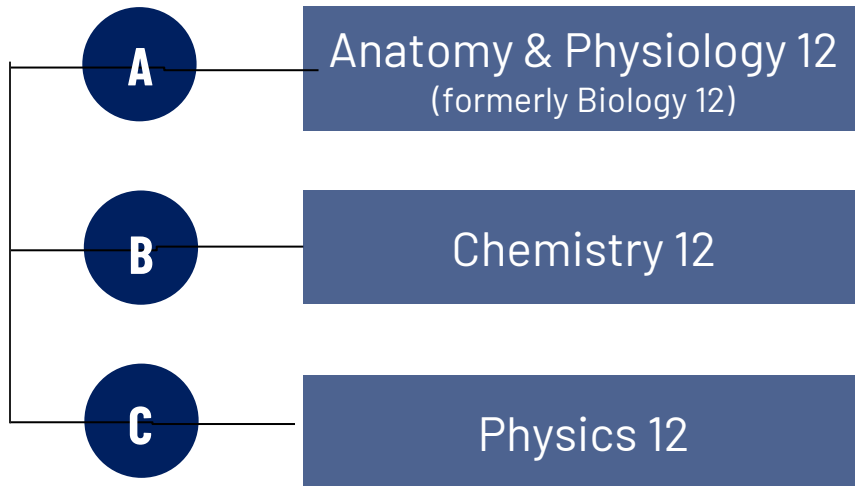 A
Anatomy & Physiology 12
(formerly Biology 12)
B
Chemistry 12
C
Physics 12